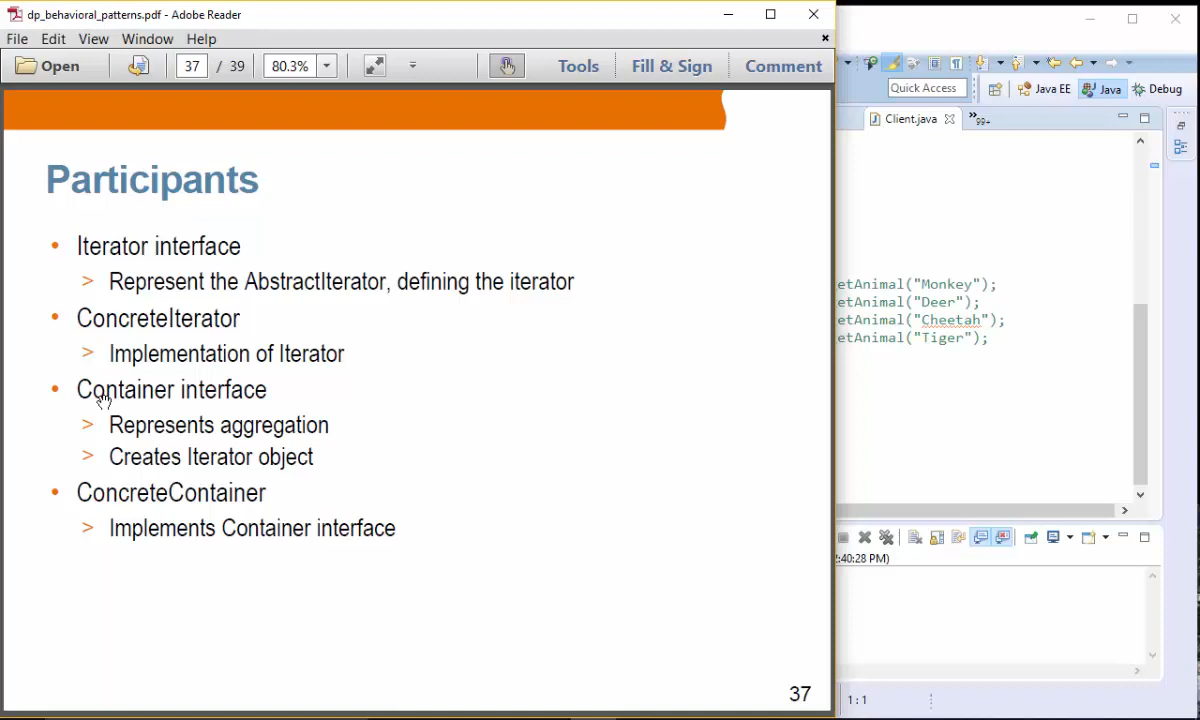 dp_behavioral_patterns.pdf - Adobe Reader
File Edit View Window Help
Open 37 / 39 80.3% Tools Fill & Sign Comment
Participants
• Iterator interface
> Represent the AbstractIterator, defining the iterator
• ConcreteIterator
> Implementation of Iterator
• Container interface
> Represents aggregation
> Creates Iterator object
• ConcreteContainer
> Implements Container interface
37
Quick Access Java EE Java Debug
Client.java 99+
etAnimal("Monkey");
etAnimal("Deer");
etAnimal("Cheetah");
etAnimal("Tiger");
:40:28 PM)
1:1